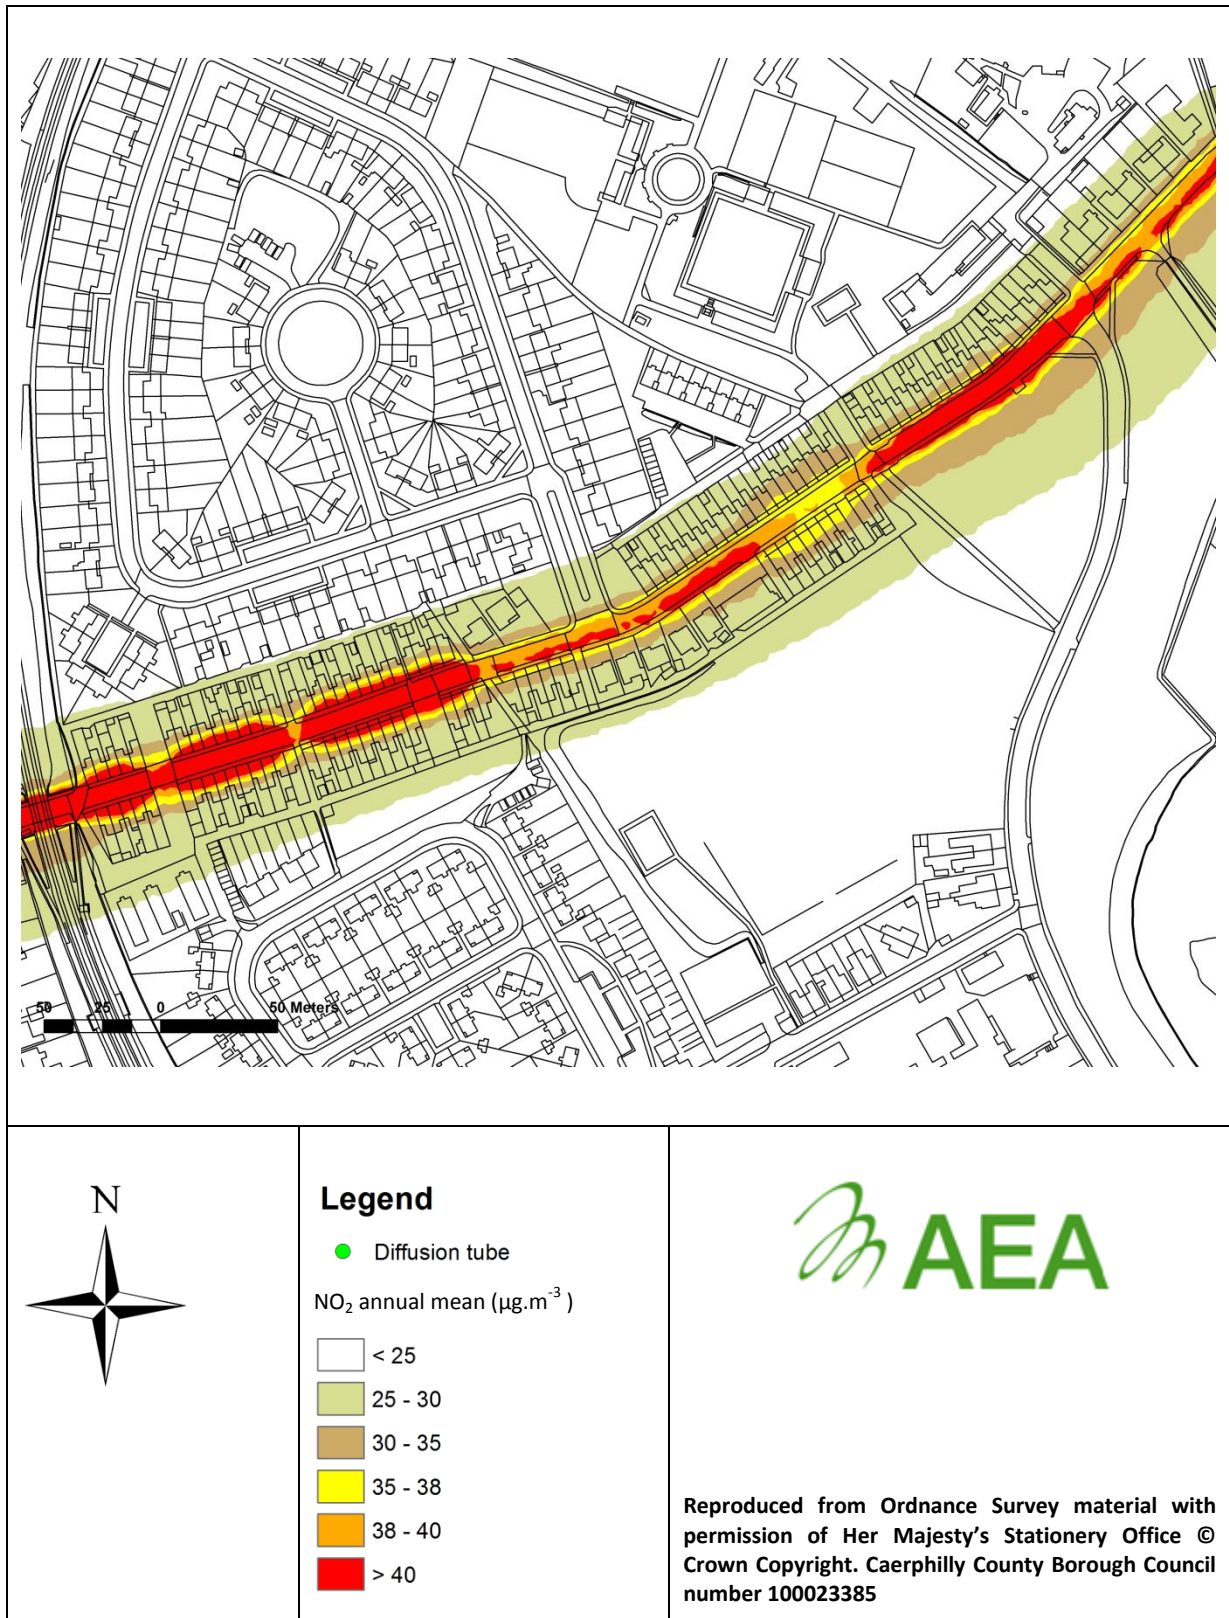 50 25 0 50 Meters
N
Legend
Diffusion tube
NO₂ annual mean (µg.m⁻³ )
< 25
25 - 30
30 - 35
35 - 38
38 - 40
> 40
AEA
Reproduced from Ordnance Survey material with
permission of Her Majesty's Stationery Office ©
Crown Copyright. Caerphilly County Borough Council
number 100023385